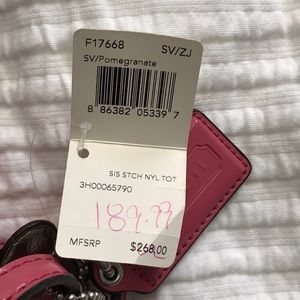 F17668 SV/ZJ
SV/Pomegranate
8 86382 05339 7
SIS STCH NYL TOT
3H00065790
189.99
MFSRP $268.00